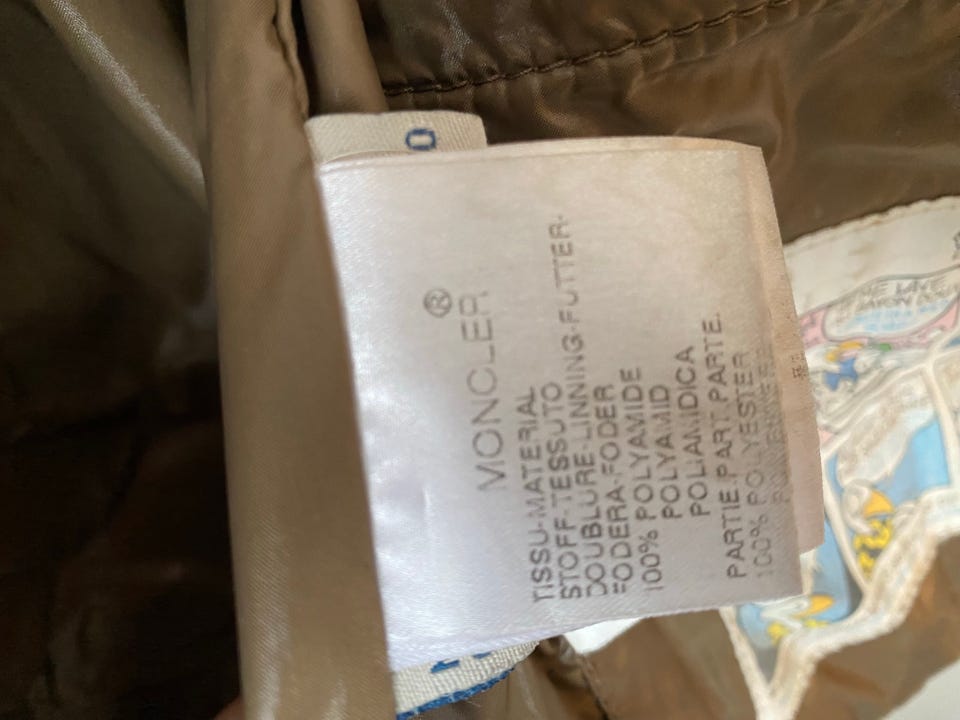 MONCLER®
TISSU-MATERIAL
STOFF-TESSUTO
DOUBLURE-LINNING-FUTTER-
FODERA-FODER
100% POLYAMIDE
POLYAMID
POLIAMIDICA
PARTIE.PART.PARTE.
100% POLYESTER
0